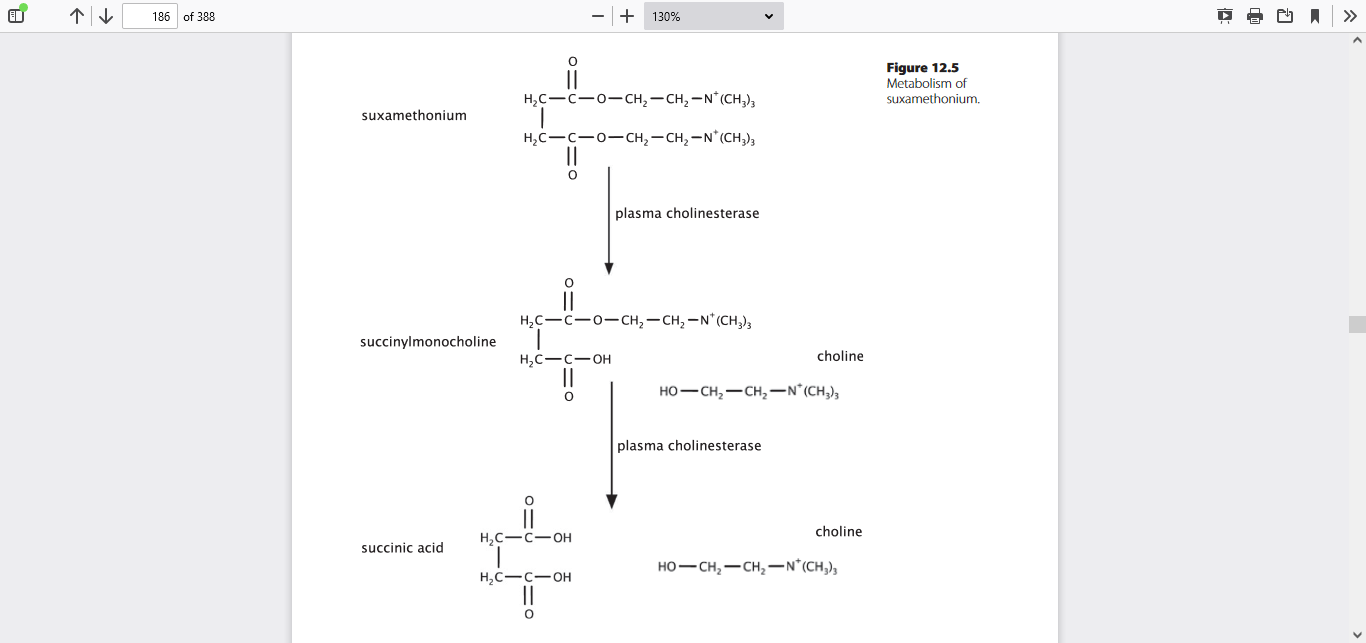 186 of 388
130%
Figure 12.5
Metabolism of
suxamethonium.
O
H₂C—C—O—CH₂—CH₂—N⁺(CH₃)₃
suxamethonium
H₂C—C—O—CH₂—CH₂—N⁺(CH₃)₃
O
plasma cholinesterase
O
H₂C—C—O—CH₂—CH₂—N⁺(CH₃)₃
succinylmonocholine
H₂C—C—OH
choline
O
HO—CH₂—CH₂—N⁺(CH₃)₃
plasma cholinesterase
O
H₂C—C—OH
choline
succinic acid
HO—CH₂—CH₂—N⁺(CH₃)₃
H₂C—C—OH
O